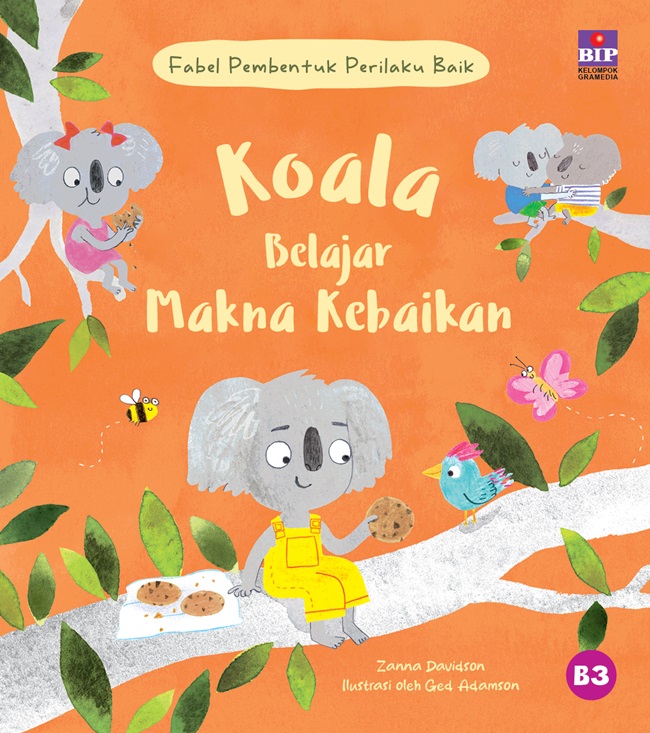 Fabel Pembentuk Perilaku Baik
BIP
KELOMPOK
GRAMEDIA
Koala
Belajar
Makna Kebaikan
Zanna Davidson
Ilustrasi oleh Ged Adamson
B3